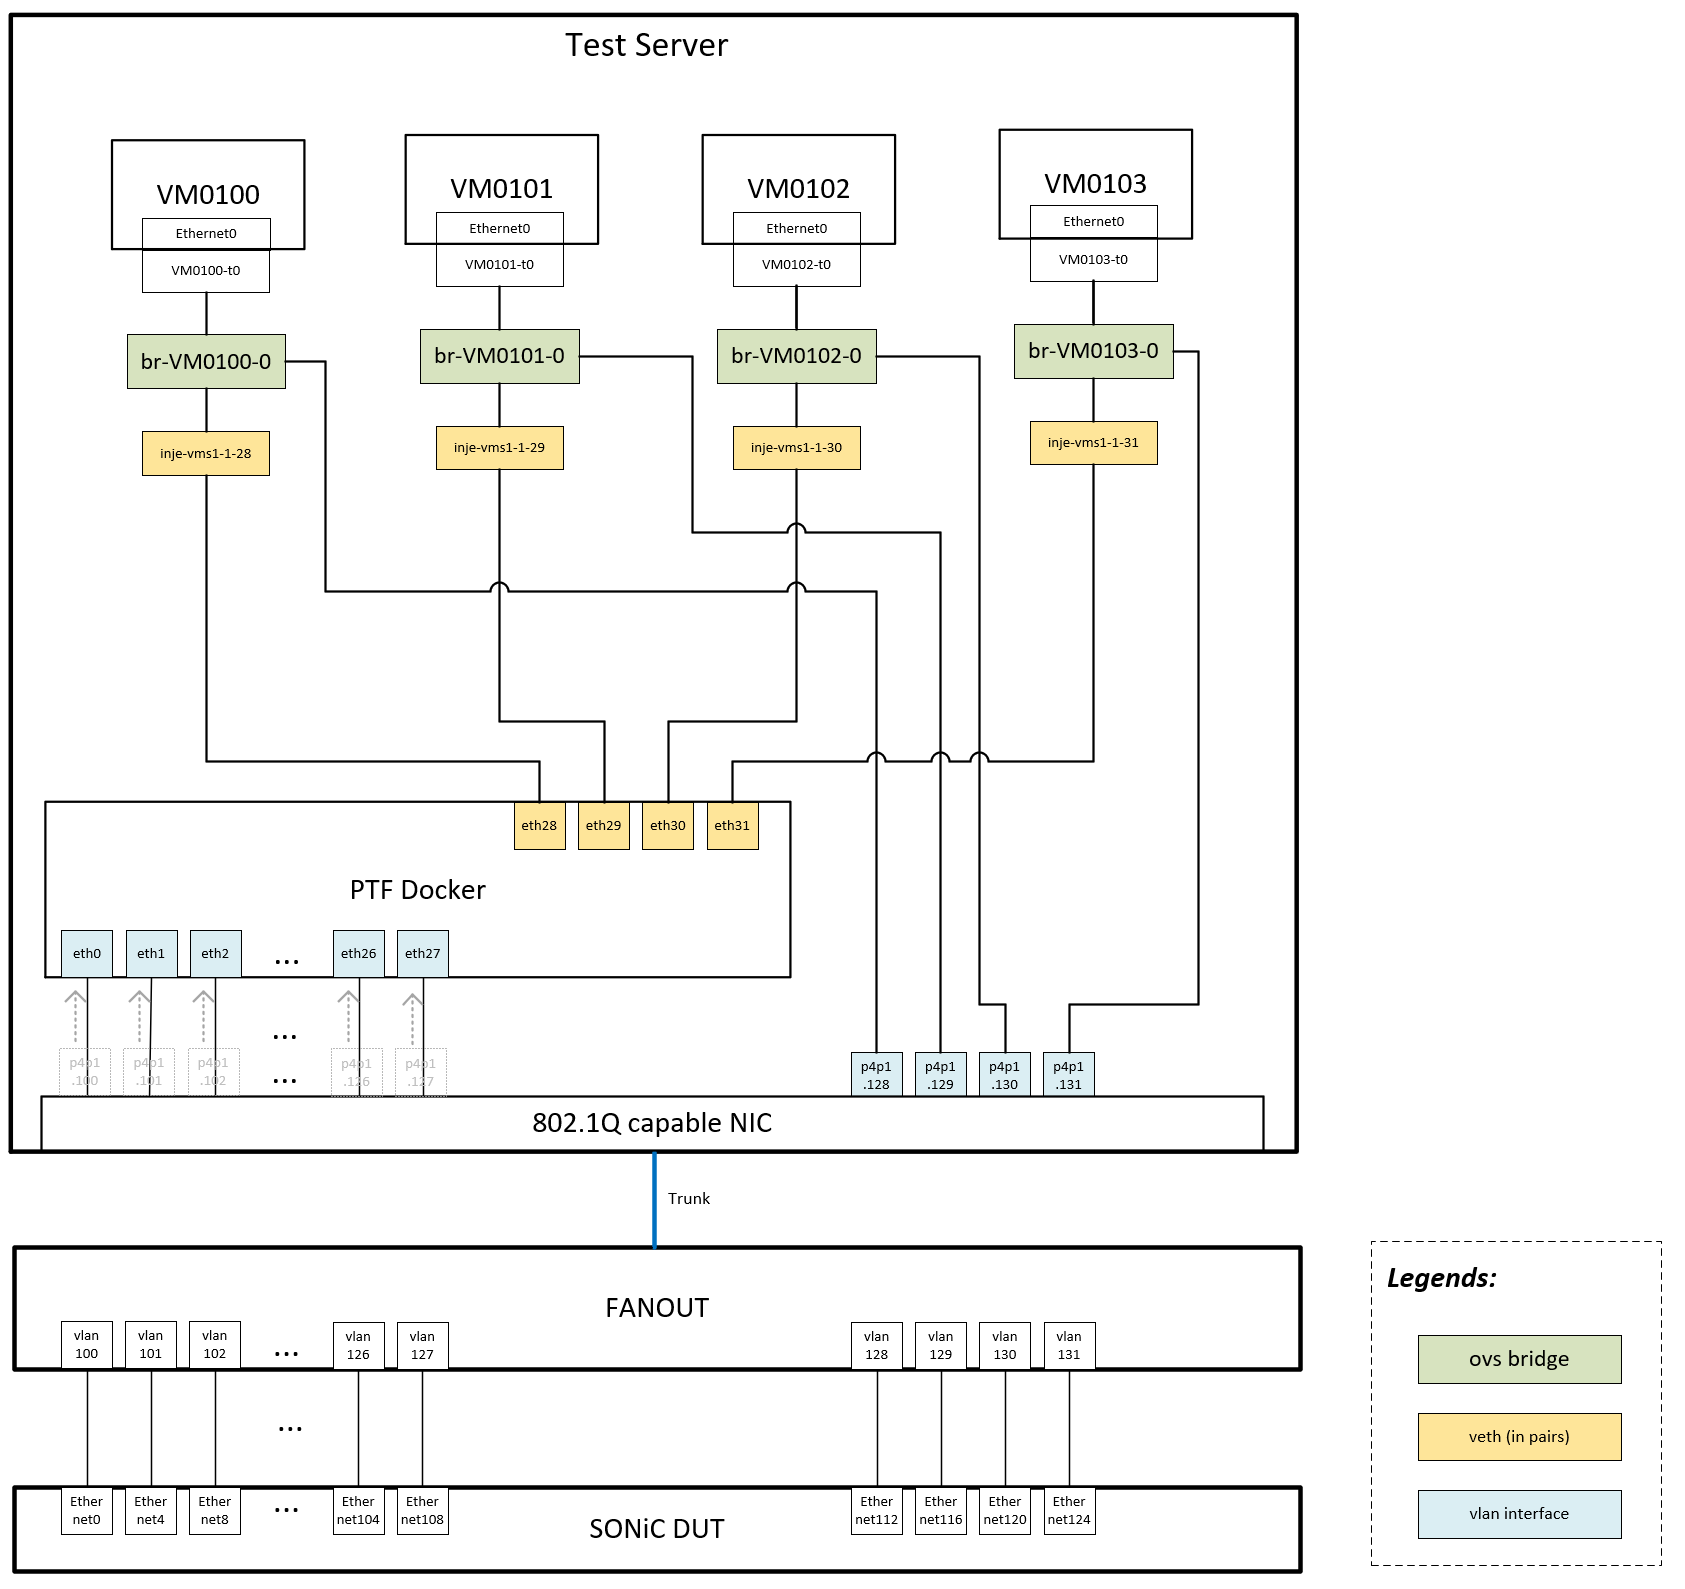 Test Server
VM0100
Ethernet0
VM0100-t0
br-VM0100-0
inje-vms1-1-28
VM0101
Ethernet0
VM0101-t0
br-VM0101-0
inje-vms1-1-29
VM0102
Ethernet0
VM0102-t0
br-VM0102-0
inje-vms1-1-30
VM0103
Ethernet0
VM0103-t0
br-VM0103-0
inje-vms1-1-31
eth28
eth29
eth30
eth31
PTF Docker
eth0
eth1
eth2
...
eth26
eth27
...
p4p1
.100
p4p1
.101
p4p1
.102
...
p4p1
.126
p4p1
.127
p4p1
.128
p4p1
.129
p4p1
.130
p4p1
.131
802.1Q capable NIC
Trunk
FANOUT
vlan
100
vlan
101
vlan
102
...
vlan
126
vlan
127
vlan
128
vlan
129
vlan
130
vlan
131
...
Ether
net0
Ether
net4
Ether
net8
...
Ether
net104
Ether
net108
Ether
net112
Ether
net116
Ether
net120
Ether
net124
SONiC DUT
Legends:
ovs bridge
veth (in pairs)
vlan interface